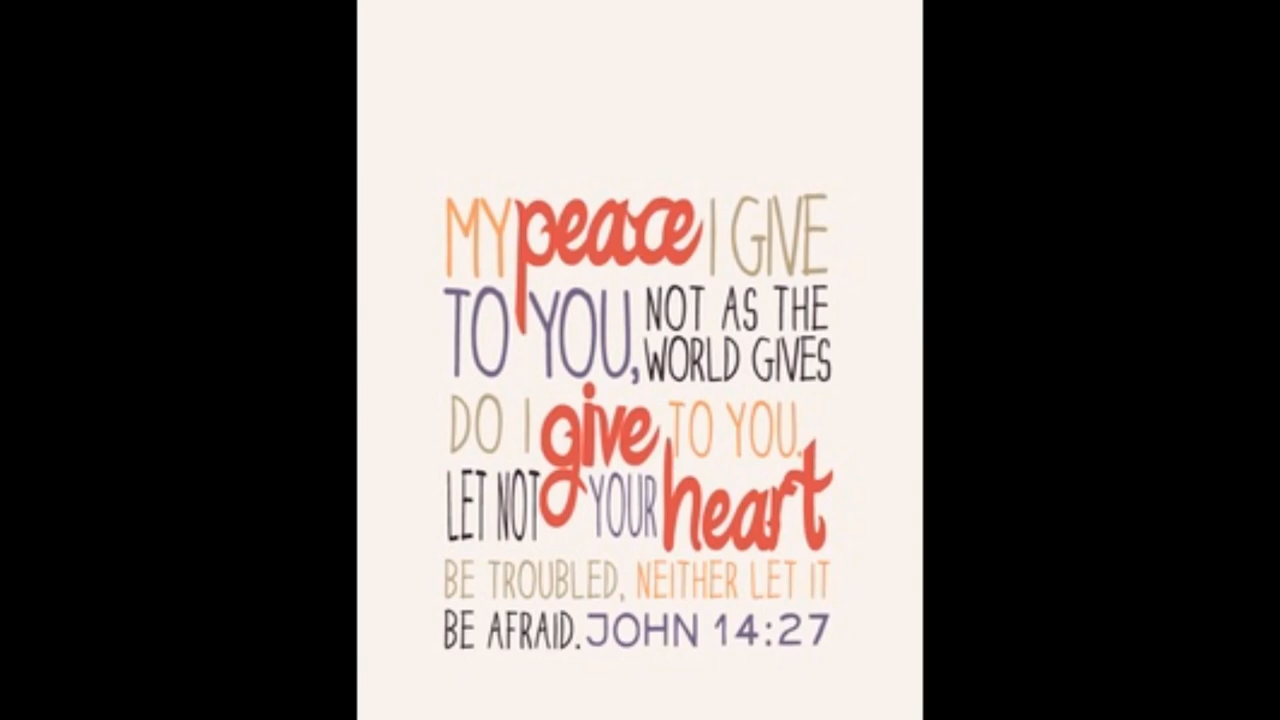 MY peace I GIVE
TO YOU, NOT AS THE
WORLD GIVES
DO I give TO YOU.
LET NOT YOUR heart
BE TROUBLED, NEITHER LET IT
BE AFRAID. JOHN 14:27